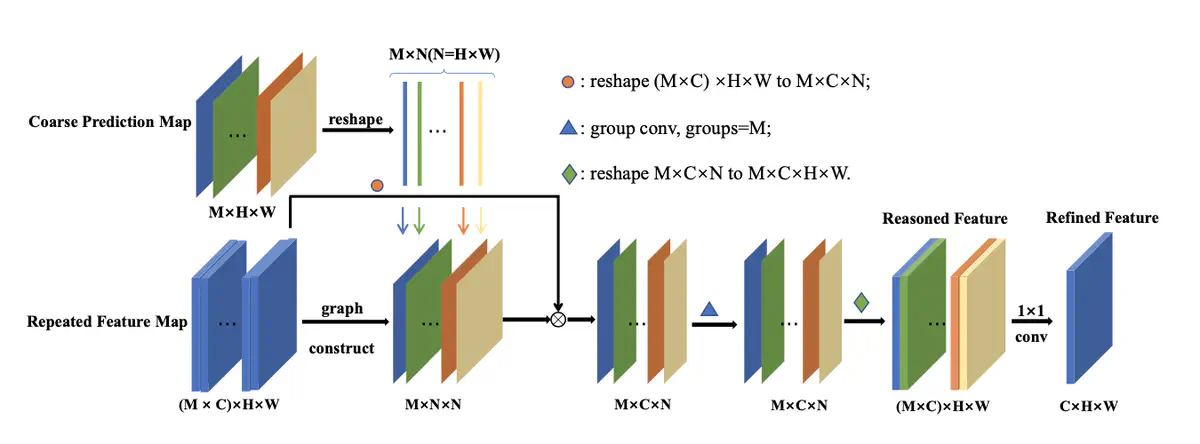 M×N(N=H×W)
: reshape (M×C) ×H×W to M×C×N;
Coarse Prediction Map
...
reshape
...
: group conv, groups=M;
: reshape M×C×N to M×C×H×W.
M×H×W
Reasoned Feature
Refined Feature
Repeated Feature Map
...
graph
construct
...
...
...
...
1×1
conv
(M × C)×H×W
M×N×N
M×C×N
M×C×N
(M×C)×H×W
C×H×W